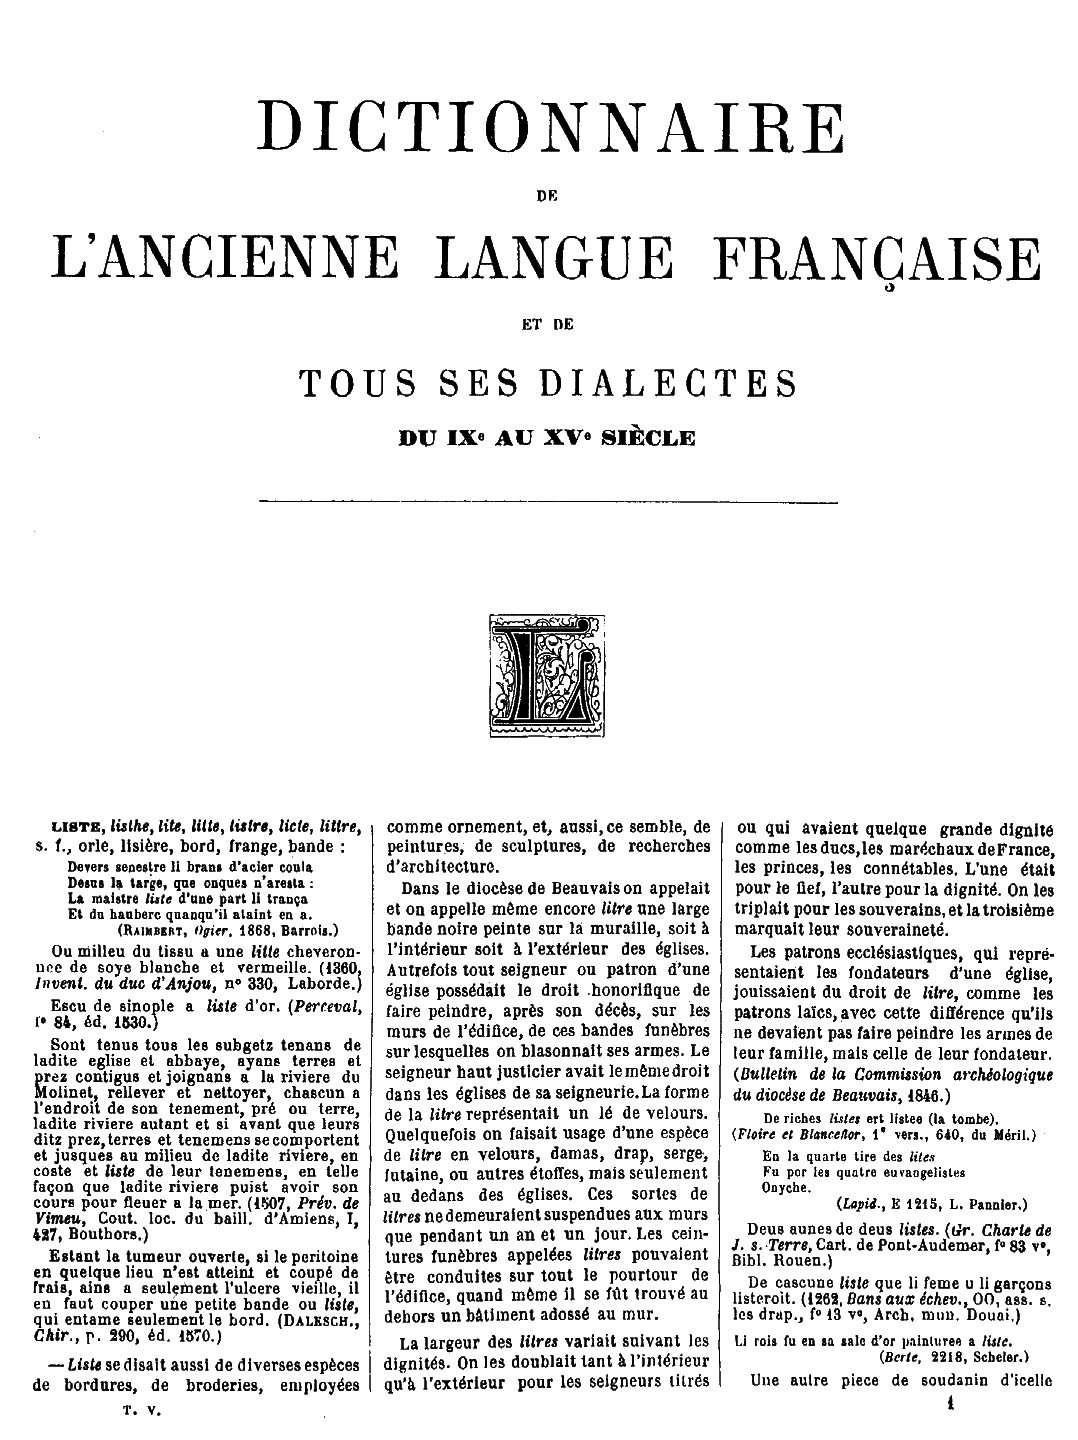 DICTIONNAIRE
DE
L'ANCIENNE LANGUE FRANÇAISE
ET DE
TOUS SES DIALECTES
DU IXe AU XVe SIÈCLE
L
LISTE, listhe, lite, litte, listre, licte, littre,
s. f., orle, lisière, bord, frange, bande :
Devers senestre li brans d'acier coula
Desus la targe, que onques n'aresta :
La maistre liste d'une part li trança
Et du hauberc quanqu'il ataint en a.
(RAIMBERT, Ogier, 1868, Barrois.)
Ou milieu du tissu a une litte cheveron-
nee de soye blanche et vermeille. (1360,
Invent. du duc d'Anjou, n° 330, Laborde.)
Escu de sinople a liste d'or. (Perceval,
f° 84, éd. 1530.)
Sont tenus tous les subgetz tenans de
ladite eglise et abbaye, ayans terres et
prez contigus et joignans a la riviere du
Molinet, rellever et nettoyer, chascun a
l'endroit de son tenement, pré ou terre,
ladite riviere autant et si avant que leurs
ditz prez, terres et tenemens se comportent
et jusques au milieu de ladite riviere, en
coste et liste de leur tenemens, en telle
façon que ladite riviere puist avoir son
cours pour fleuer a la mer. (1507, Prév. de
Vimeu, Cout. loc. du baill. d'Amiens, I,
427, Bouthors.)
Estant la tumeur ouverte, si le peritoine
en quelque lieu n'est atteint et coupé de
frais, ains a seulement l'ulcere vieille, il
en faut couper une petite bande ou liste,
qui entame seulement le bord. (DALESCH.,
Chir., p. 290, éd. 1570.)
— Liste se disait aussi de diverses espèces
de bordures, de broderies, employées
T. V.
comme ornement, et, aussi, ce semble, de
peintures, de sculptures, de recherches
d'architecture.
Dans le diocèse de Beauvais on appelait
et on appelle même encore litre une large
bande noire peinte sur la muraille, soit à
l'intérieur soit à l'extérieur des églises.
Autrefois tout seigneur ou patron d'une
église possédait le droit honorifique de
faire peindre, après son décès, sur les
murs de l'édifice, de ces bandes funèbres
sur lesquelles on blasonnait ses armes. Le
seigneur haut justicier avait le même droit
dans les églises de sa seigneurie. La forme
de la litre représentait un lé de velours.
Quelquefois on faisait usage d'une espèce
de litre en velours, damas, drap, serge,
futaine, ou autres étoffes, mais seulement
au dedans des églises. Ces sortes de
litres ne demeuraient suspendues aux murs
que pendant un an et un jour. Les cein-
tures funèbres appelées litres pouvaient
être conduites sur tout le pourtour de
l'édifice, quand même il se fût trouvé au
dehors un bâtiment adossé au mur.
La largeur des litres variait suivant les
dignités. On les doublait tant à l'intérieur
qu'à l'extérieur pour les seigneurs titrés
ou qui avaient quelque grande dignité
comme les ducs, les maréchaux de France,
les princes, les connétables. L'une était
pour le fief, l'autre pour la dignité. On les
triplait pour les souverains, et la troisième
marquait leur souveraineté.
Les patrons ecclésiastiques, qui repré-
sentaient les fondateurs d'une église,
jouissaient du droit de litre, comme les
patrons laïcs, avec cette différence qu'ils
ne devaient pas faire peindre les armes de
leur famille, mais celle de leur fondateur.
(Bulletin de la Commission archéologique
du diocèse de Beauvais, 1846.)
De riches listes ert listee (la tombe).
(Floire et Blanceflor, 1e vers., 640, du Méril.)
En la quarte tire des lites
Fu por les quatre euvangelistes
Onyche.
(Lapid., E 1215, L. Pannier.)
Deus aunes de deus listes. (Gr. Charte de
J. s. Terre, Cart. de Pont-Audemer, f° 83 v°,
Bibl. Rouen.)
De cascune liste que li feme u li garçons
listeroit. (1262, Bans aux échev., OO, ass. s.
les drap., f° 13 v°, Arch. mun. Douai.)
Li rois fu en sa sale d'or painturee a liste.
(Berte, 2218, Scheler.)
Une autre piece de soudanin d'icelle
1